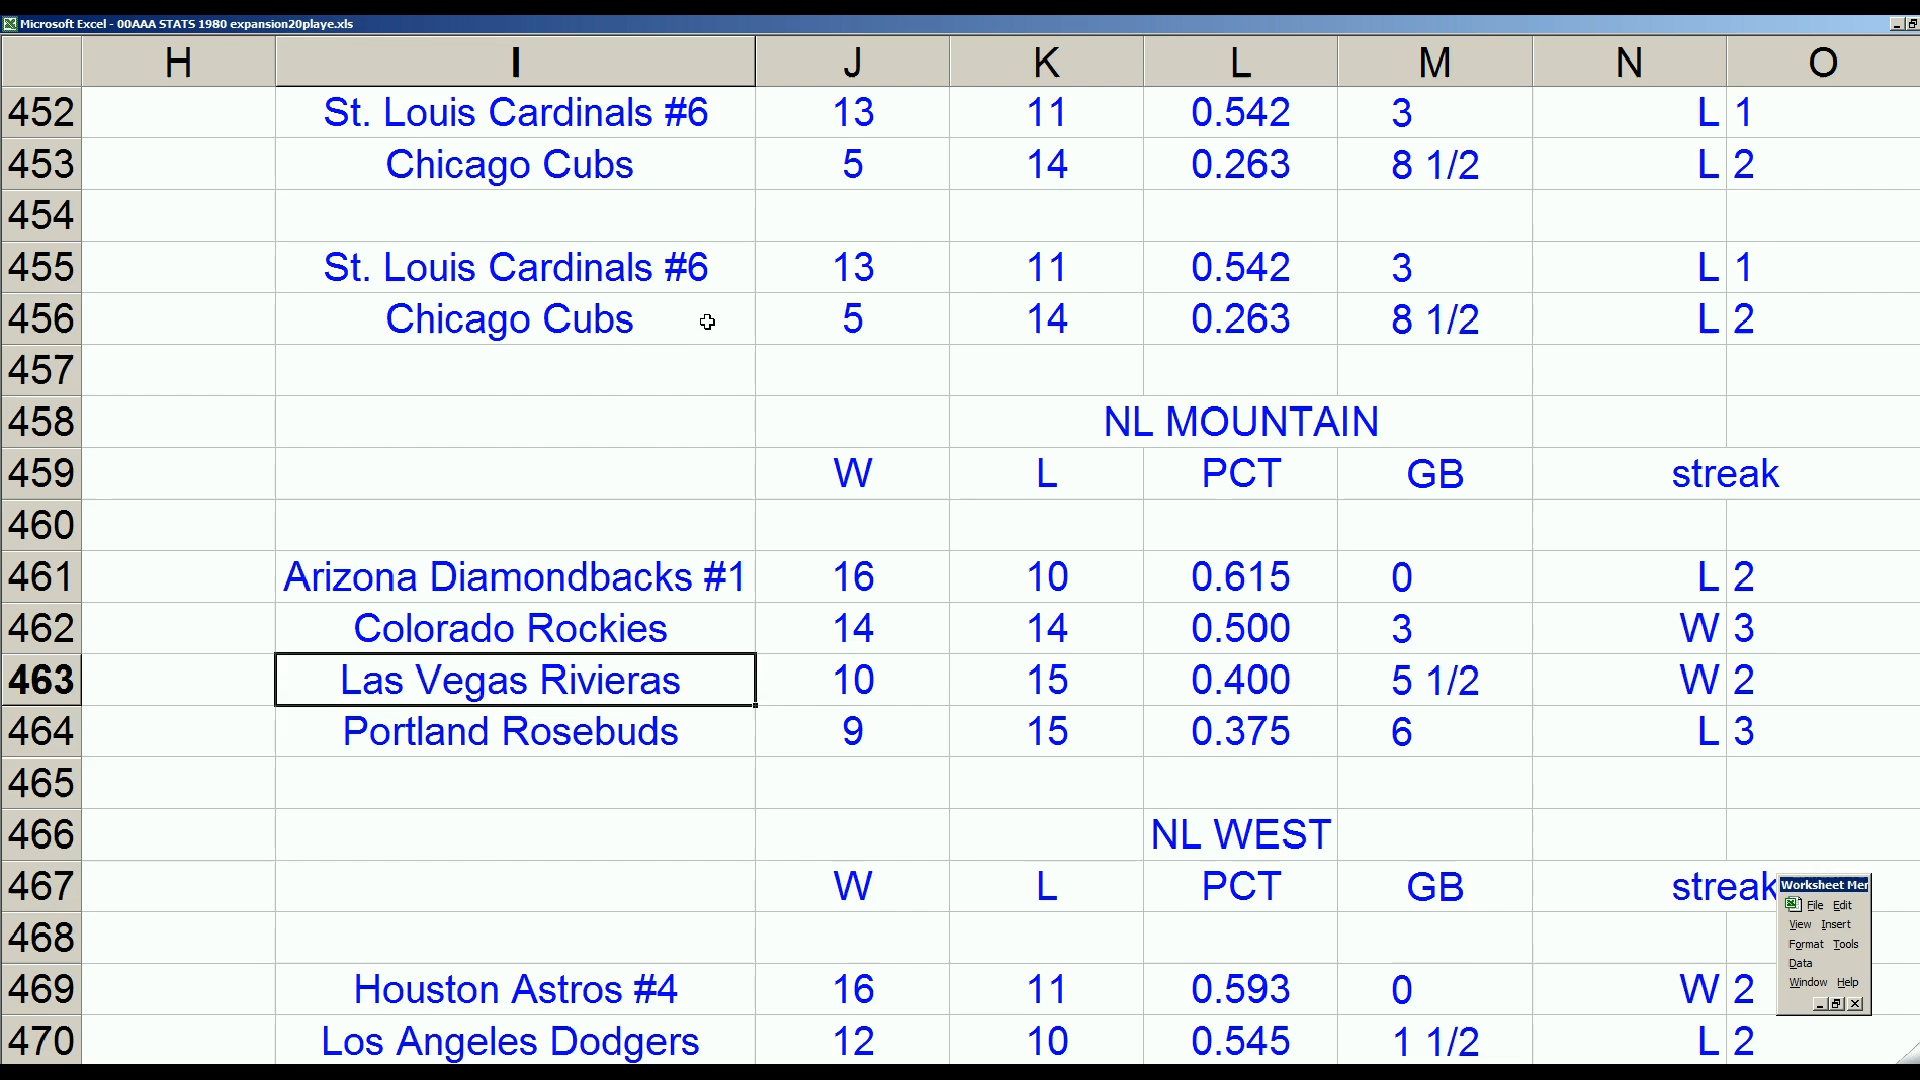 Microsoft Excel - 00AAA STATS 1980 expansion20playe.xls
H I J K L M N O
452 St. Louis Cardinals #6 13 11 0.542 3 L 1
453 Chicago Cubs 5 14 0.263 8 1/2 L 2
454
455 St. Louis Cardinals #6 13 11 0.542 3 L 1
456 Chicago Cubs 5 14 0.263 8 1/2 L 2
457
458 NL MOUNTAIN
459 W L PCT GB streak
460
461 Arizona Diamondbacks #1 16 10 0.615 0 L 2
462 Colorado Rockies 14 14 0.500 3 W 3
463 Las Vegas Rivieras 10 15 0.400 5 1/2 W 2
464 Portland Rosebuds 9 15 0.375 6 L 3
465
466 NL WEST
467 W L PCT GB streak
468
469 Houston Astros #4 16 11 0.593 0 W 2
470 Los Angeles Dodgers 12 10 0.545 1 1/2 L 2
Worksheet Mer
File Edit
View Insert
Format Tools
Data
Window Help